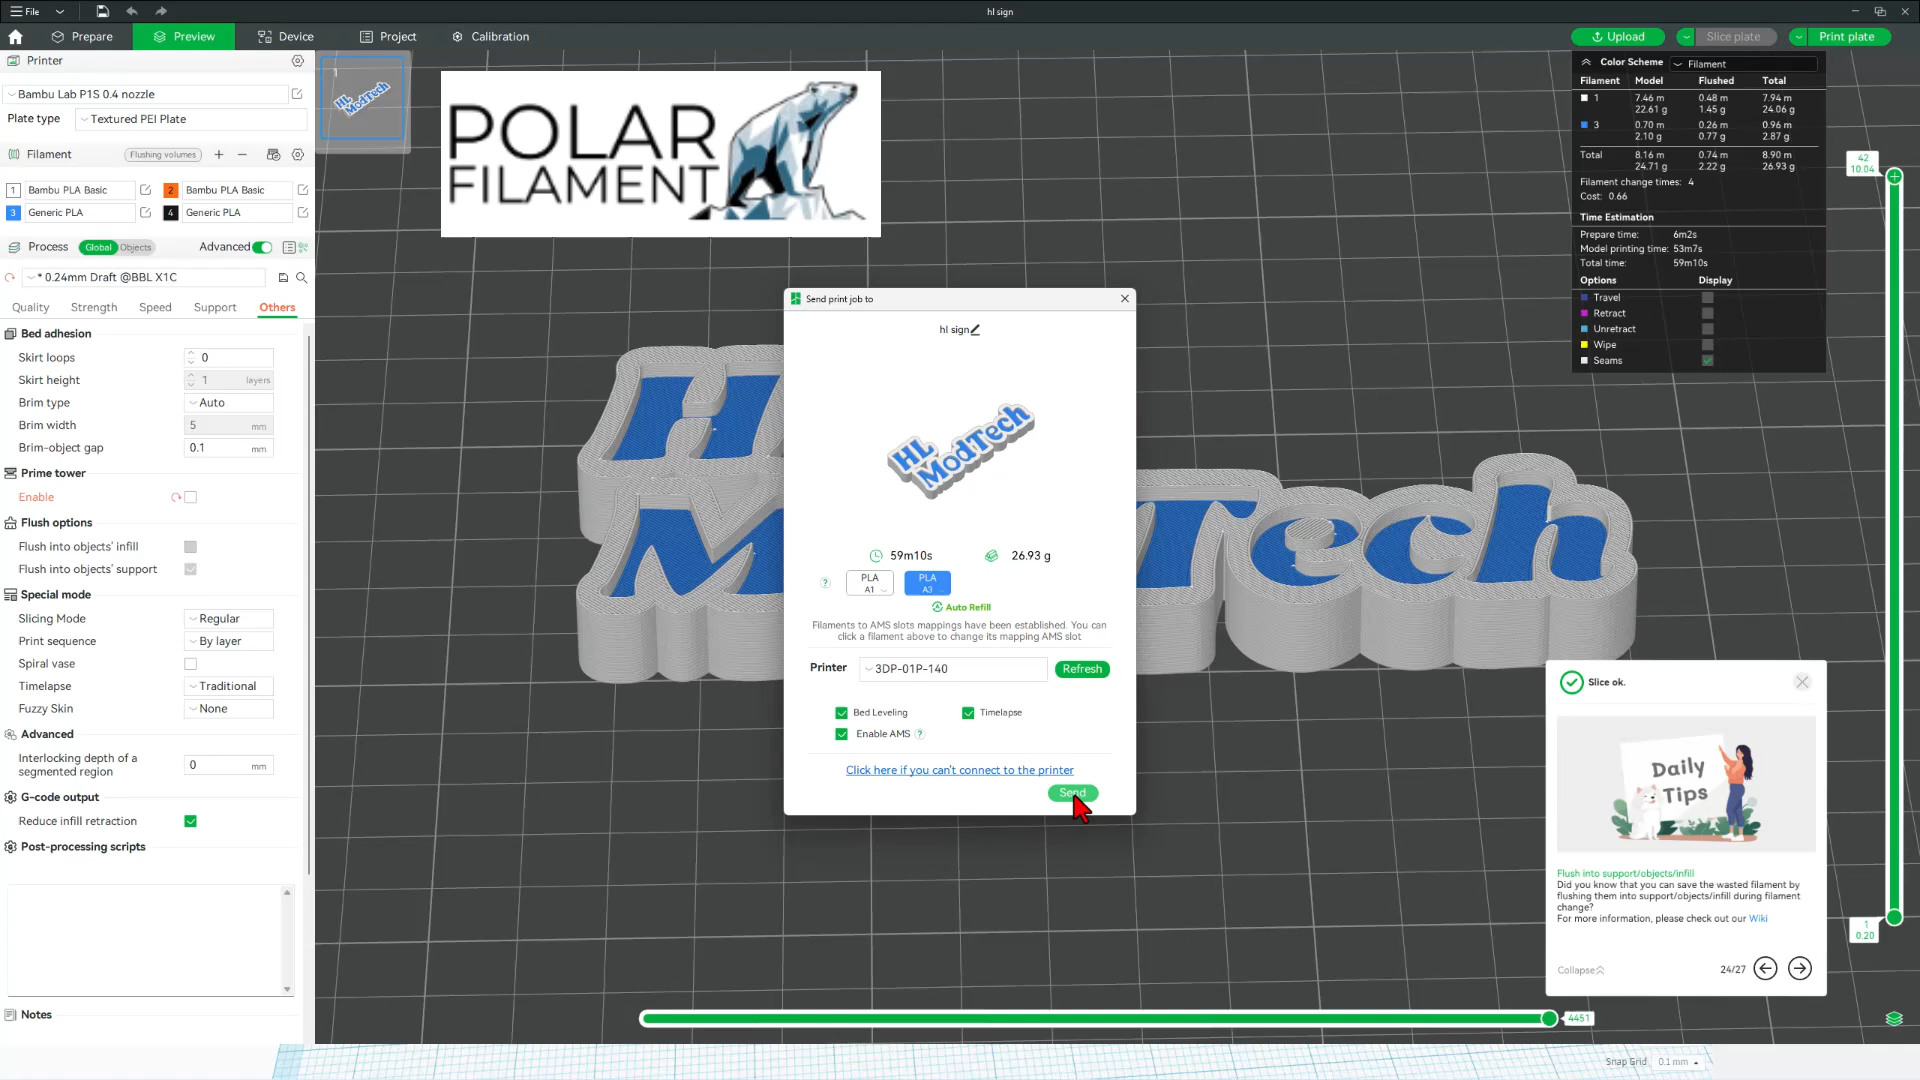 File
hl sign
Prepare
Preview
Device
Project
Calibration
Upload
Slice plate
Print plate
Printer
Bambu Lab P1S 0.4 nozzle
Plate type
Textured PEI Plate
Filament
Flushing volumes
1 Bambu PLA Basic
2 Bambu PLA Basic
3 Generic PLA
4 Generic PLA
Process
Global
Objects
Advanced
* 0.24mm Draft @BBL X1C
Quality
Strength
Speed
Support
Others
Bed adhesion
Skirt loops 0
Skirt height 1 layers
Brim type Auto
Brim width 5 mm
Brim-object gap 0.1 mm
Prime tower
Enable
Flush options
Flush into objects' infill
Flush into objects' support
Special mode
Slicing Mode Regular
Print sequence By layer
Spiral vase
Timelapse Traditional
Fuzzy Skin None
Advanced
Interlocking depth of a
segmented region 0 mm
G-code output
Reduce infill retraction
Post-processing scripts
Notes
1
HL
ModTech
POLAR
FILAMENT
Send print job to
hl sign
HL
ModTech
59m10s 26.93 g
PLA
A1
PLA
A3
Auto Refill
Filaments to AMS slots mappings have been established. You can
click a filament above to change its mapping AMS slot
Printer 3DP-01P-140 Refresh
Bed Leveling Timelapse
Enable AMS
Click here if you can't connect to the printer
Send
H
M
Tech
Color Scheme Filament
Filament Model Flushed Total
1 7.46 m 0.48 m 7.94 m
22.61 g 1.45 g 24.06 g
3 0.70 m 0.26 m 0.96 m
2.10 g 0.77 g 2.87 g
Total 8.16 m 0.74 m 8.90 m
24.71 g 2.22 g 26.93 g
Filament change times: 4
Cost: 0.66
Time Estimation
Prepare time: 6m2s
Model printing time: 53m7s
Total time: 59m10s
Options Display
Travel
Retract
Unretract
Wipe
Seams
42
10.04
1
0.20
Slice ok.
Daily
Tips
Flush into support/objects/infill
Did you know that you can save the wasted filament by
flushing them into support/objects/infill during filament
change?
For more information, please check out our Wiki
Collapse
24/27
4451
Snap Grid 0.1 mm